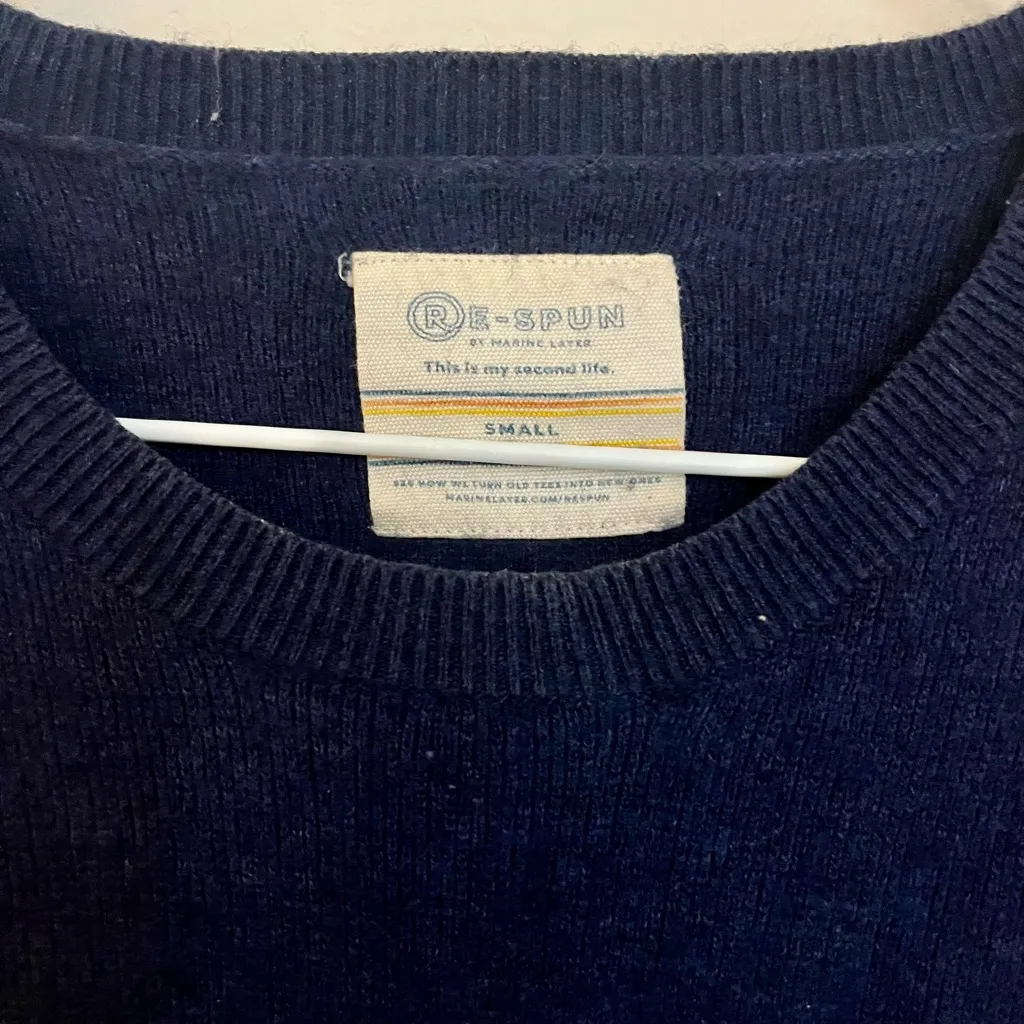 RE-SPUN
BY MARINE LAYER
This is my second life.
SMALL
SEE HOW WE TURN OLD TEES INTO NEW ONES
MARINELAYER.COM/RESPUN